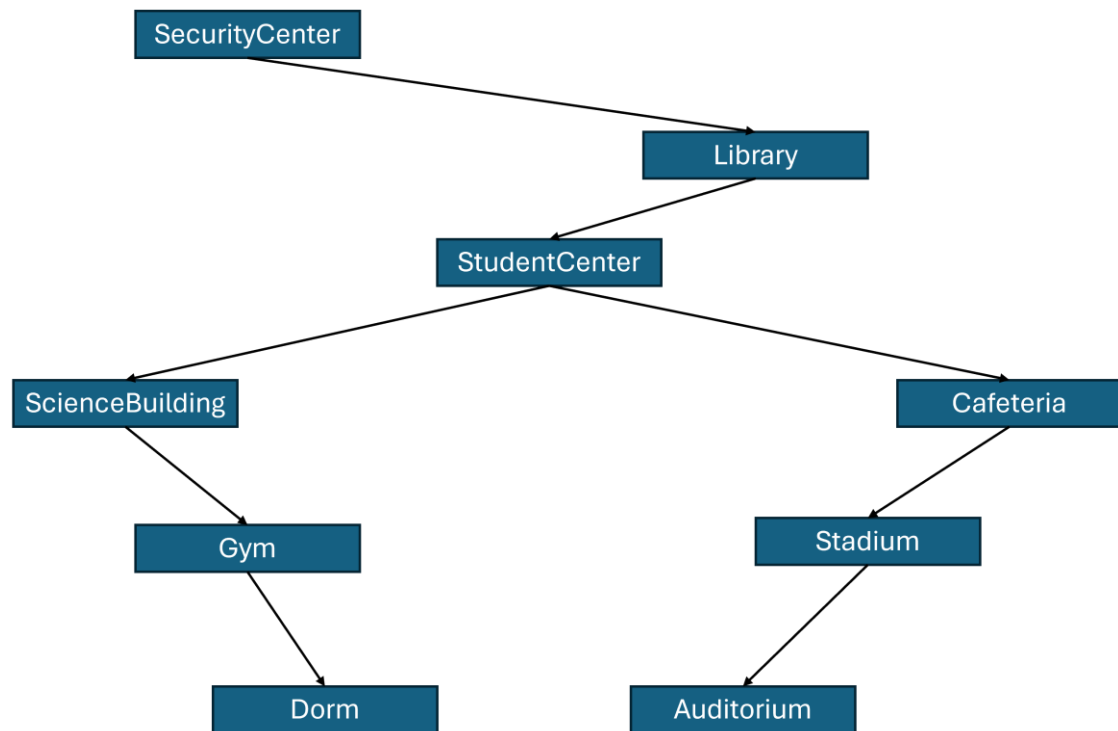 SecurityCenter
Library
StudentCenter
ScienceBuilding
Cafeteria
Gym
Stadium
Dorm
Auditorium